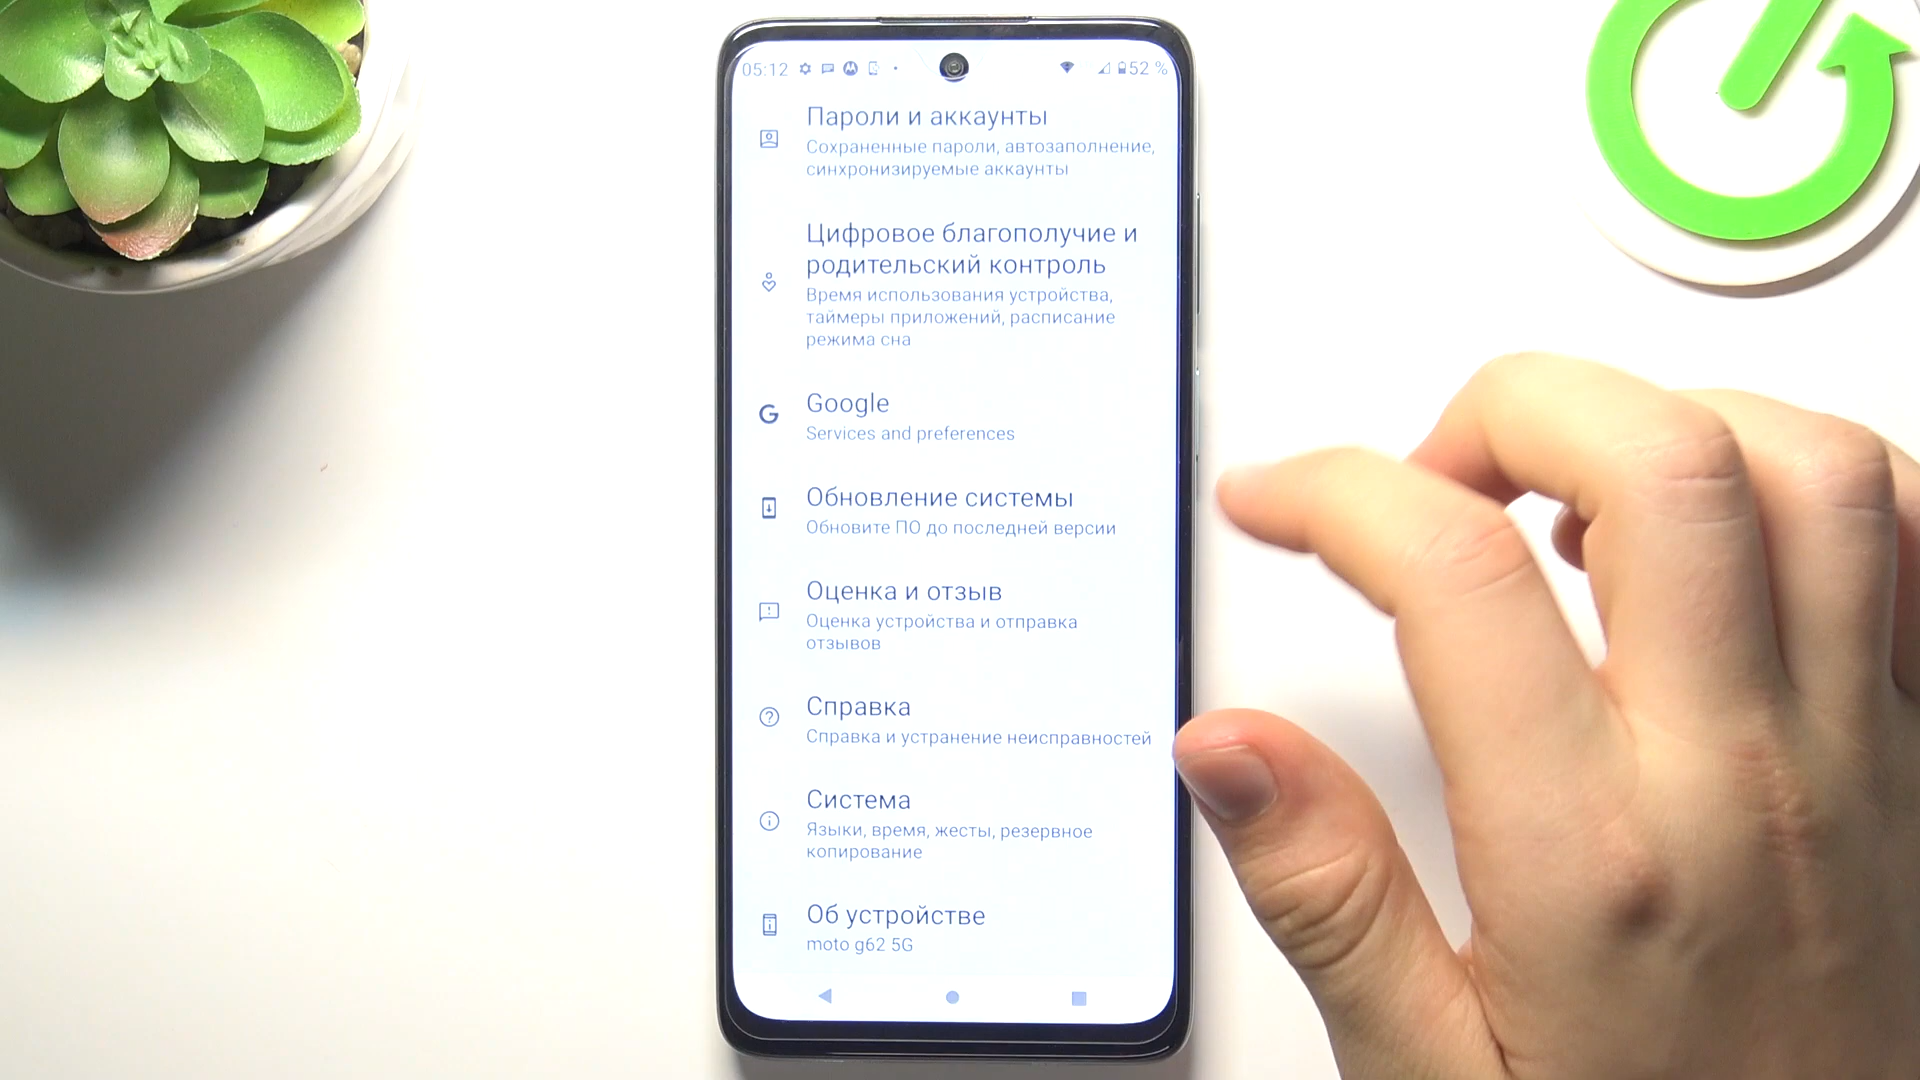 05:12 52 %
Пароли и аккаунты
Сохраненные пароли, автозаполнение,
синхронизируемые аккаунты
Цифровое благополучие и
родительский контроль
Время использования устройства,
таймеры приложений, расписание
режима сна
Google
Services and preferences
Обновление системы
Обновите ПО до последней версии
Оценка и отзыв
Оценка устройства и отправка
отзывов
Справка
Справка и устранение неисправностей
Система
Языки, время, жесты, резервное
копирование
Об устройстве
moto g62 5G